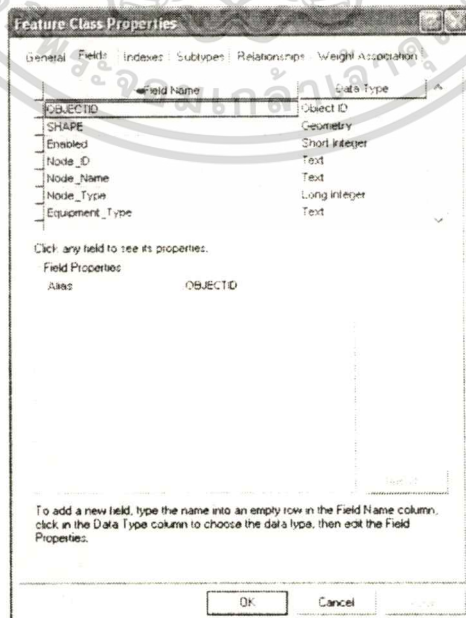 Feature Class Properties
General Fields Indexes Subtypes Relationships Weight Association
Field Name Data Type
OBJECTID Object ID
SHAPE Geometry
Enabled Short Integer
Node_ID Text
Node_Name Text
Node_Type Long Integer
Equipment_Type Text
Click any field to see its properties.
Field Properties
Alias OBJECTID
To add a new field, type the name into an empty row in the Field Name column,
click in the Data Type column to choose the data type, then edit the Field
Properties.
OK Cancel